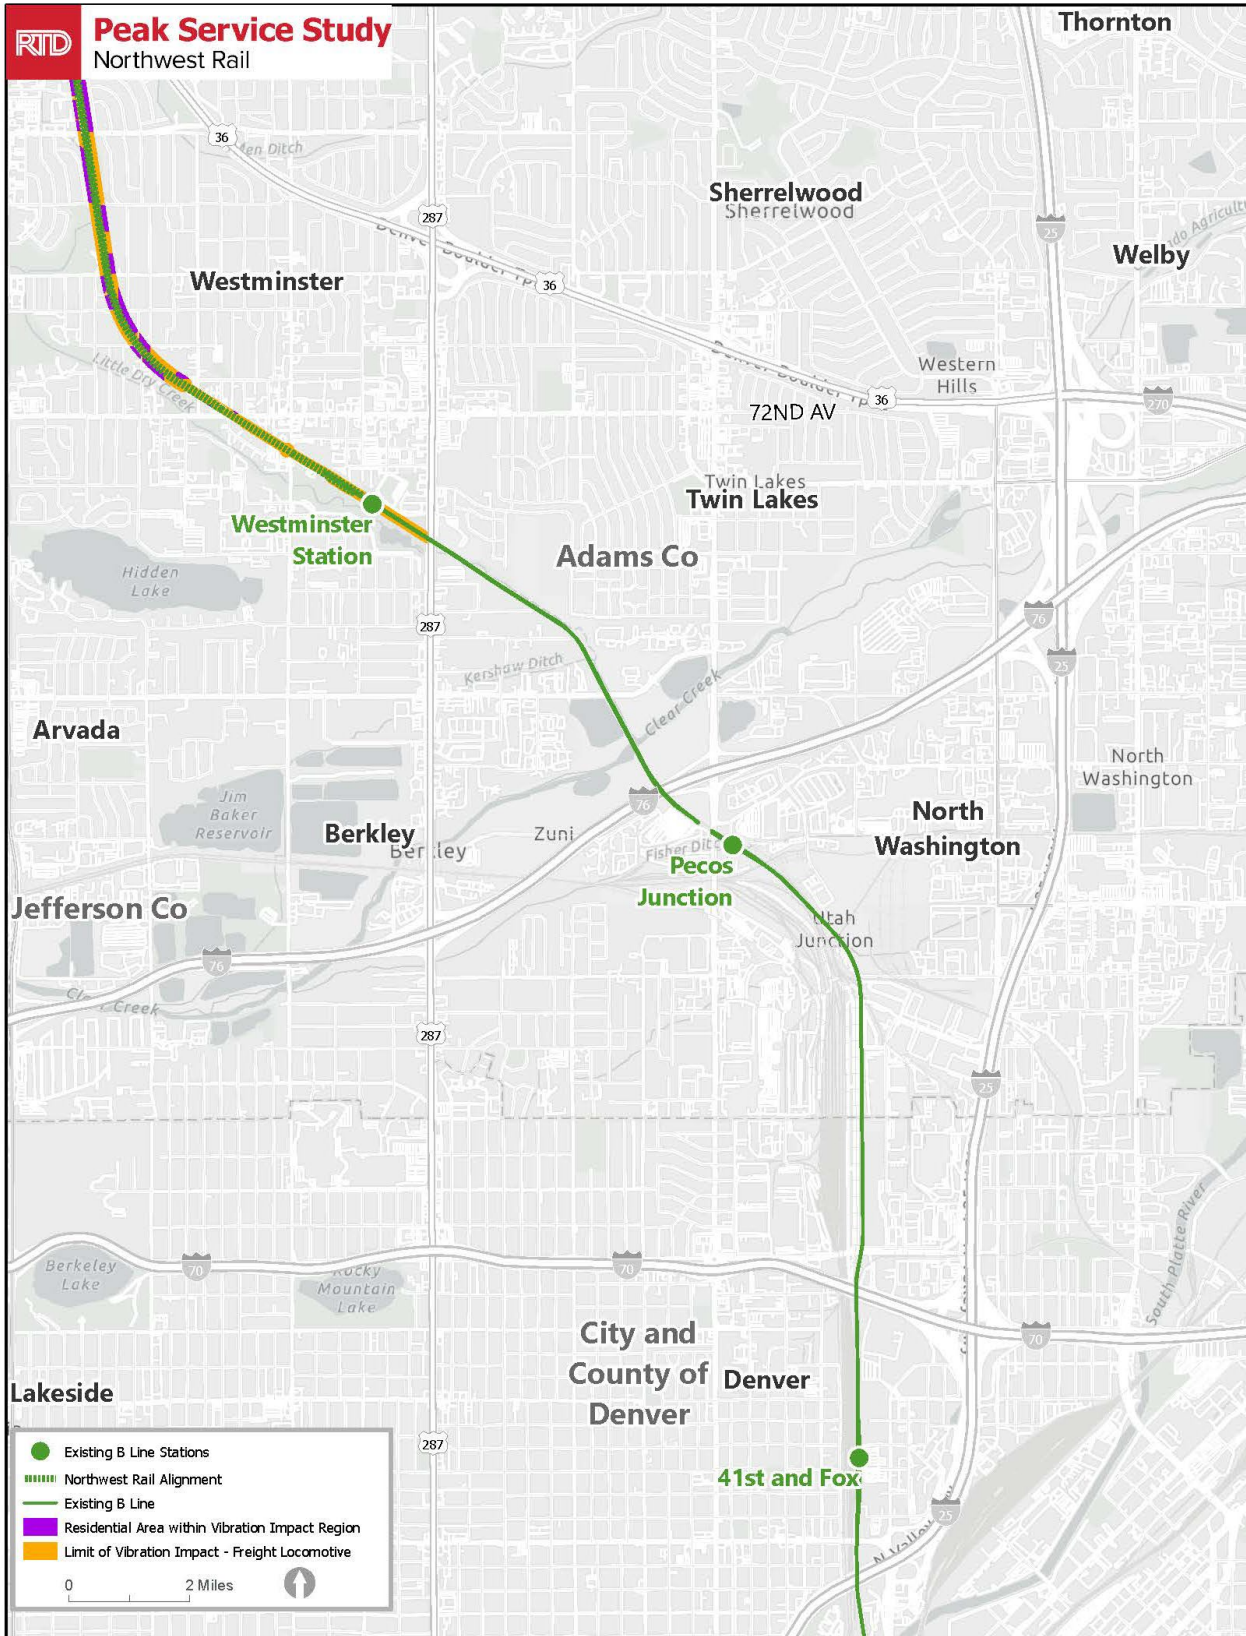 RTD
Peak Service Study
Northwest Rail
Thornton
36
287
Sherrelwood
Sherrelwood
25
Welby
Westminster
36
Little Dry Creek
Western
Hills
36
270
72ND AV
Twin Lakes
Twin Lakes
Westminster
Station
Adams Co
Hidden
Lake
287
76
25
Kershaw Ditch
Clear Creek
Arvada
North
Washington
Jim
Baker
Reservoir
76
North
Washington
Berkley
Berkley
Zuni
Fisher Ditch
Pecos
Junction
Jefferson Co
Utah
Junction
76
Clear Creek
287
25
Berkeley
Lake
70
Rocky
Mountain
Lake
70
South Platte River
70
City and
County of
Denver
Denver
Lakeside
287
41st and Fox
25
N Valley
Existing B Line Stations
Northwest Rail Alignment
Existing B Line
Residential Area within Vibration Impact Region
Limit of Vibration Impact - Freight Locomotive
0 2 Miles